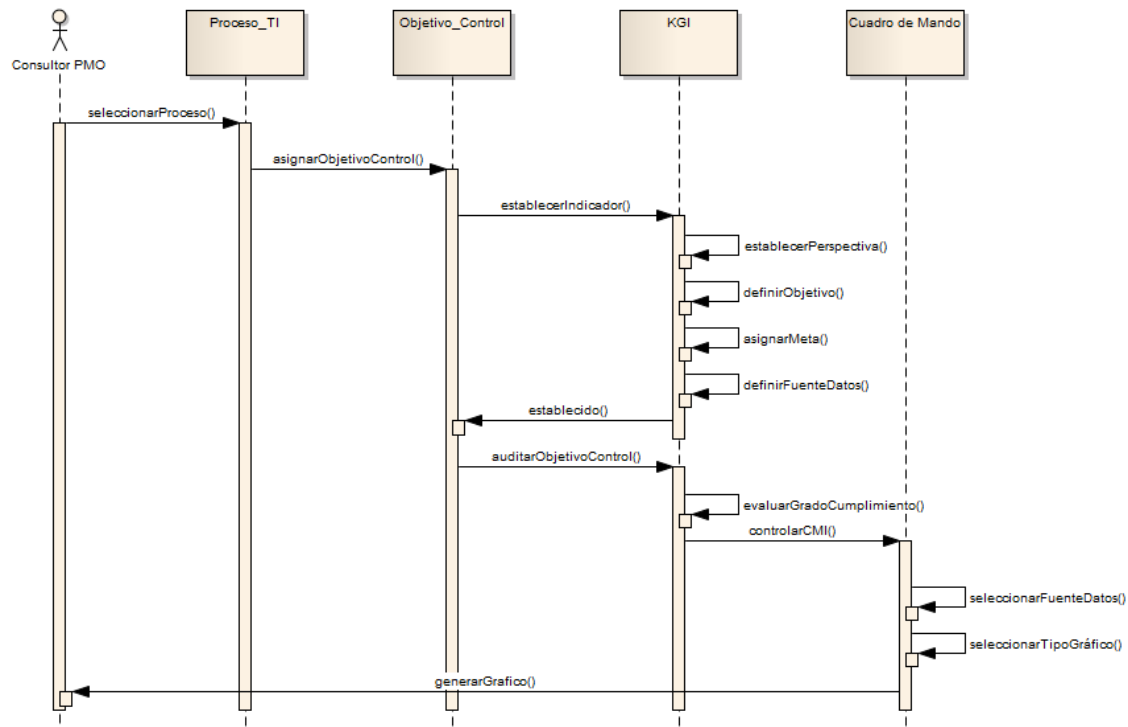 Consultor PMO
Proceso_TI
Objetivo_Control
KGI
Cuadro de Mando
seleccionarProceso()
asignarObjetivoControl()
establecerIndicador()
establecerPerspectiva()
definirObjetivo()
asignarMeta()
definirFuenteDatos()
establecido()
auditarObjetivoControl()
evaluarGradoCumplimiento()
controlarCMI()
seleccionarFuenteDatos()
seleccionarTipoGráfico()
generarGrafico()